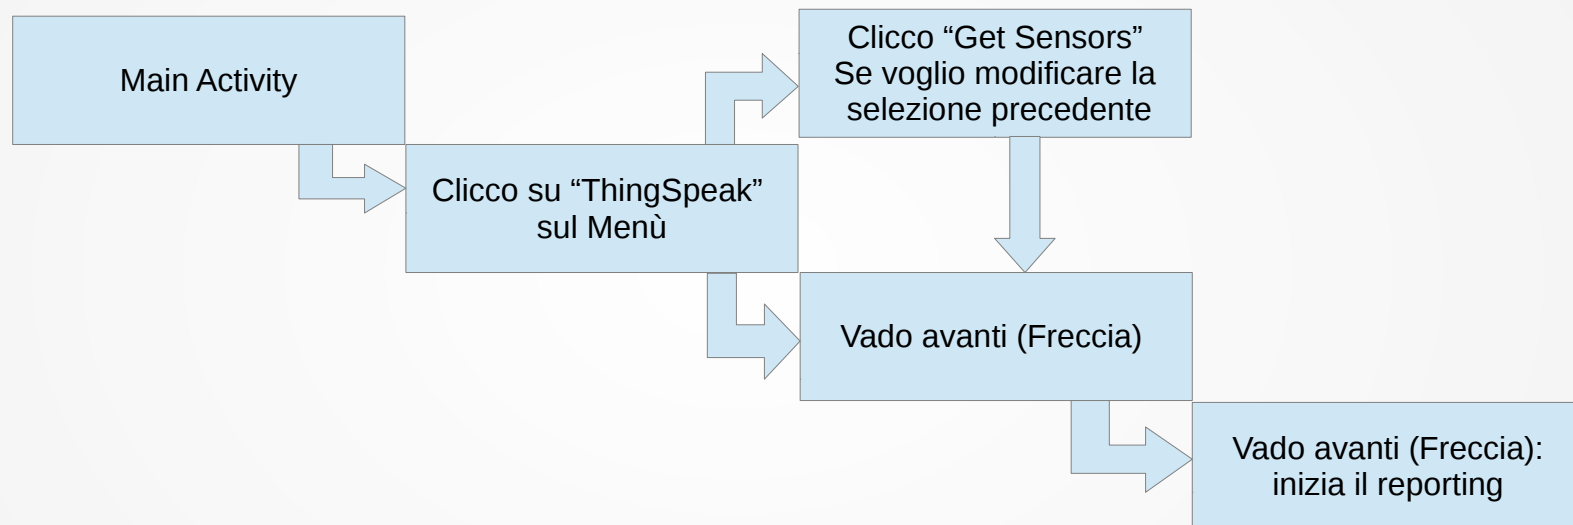 Main Activity
Clicco su “ThingSpeak”
sul Menù
Clicco “Get Sensors”
Se voglio modificare la
selezione precedente
Vado avanti (Freccia)
Vado avanti (Freccia):
inizia il reporting